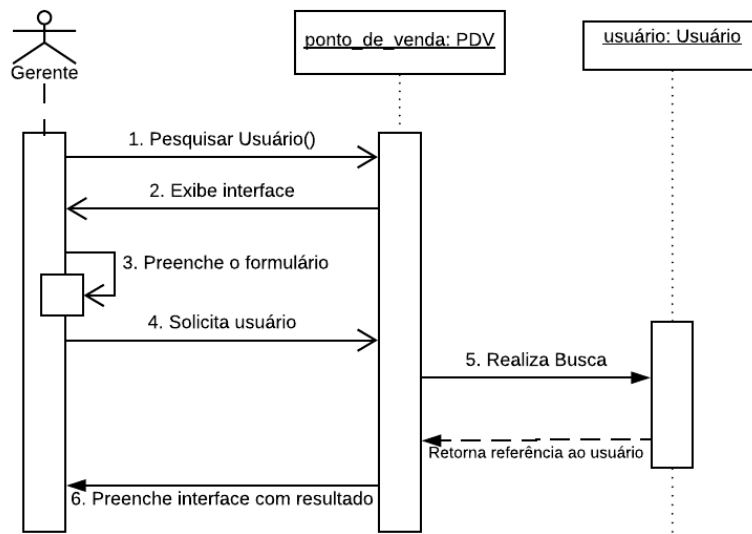 Gerente
ponto_de_venda: PDV
usuário: Usuário
1. Pesquisar Usuário()
2. Exibe interface
3. Preenche o formulário
4. Solicita usuário
5. Realiza Busca
Retorna referência ao usuário
6. Preenche interface com resultado